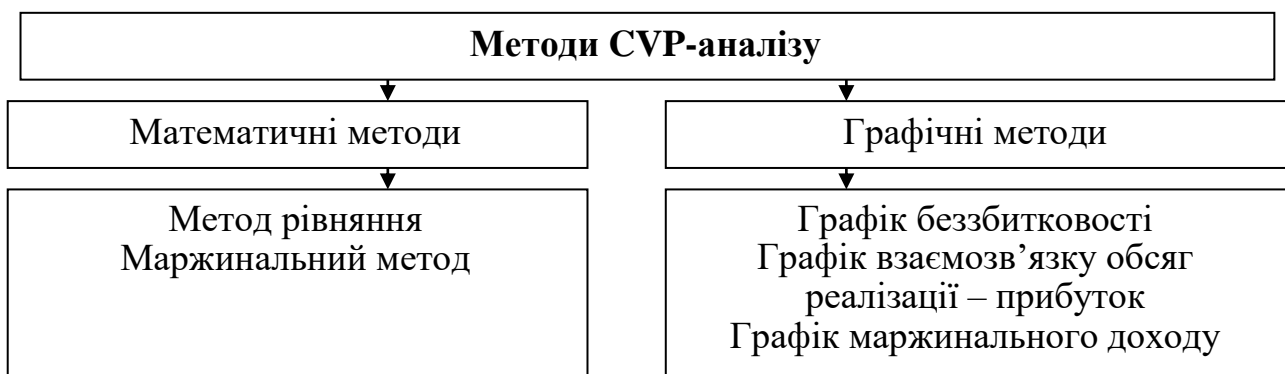 Методи CVP-аналізу
Математичні методи
Графічні методи
Метод рівняння
Маржинальний метод
Графік беззбитковості
Графік взаємозв’язку обсяг
реалізації – прибуток
Графік маржинального доходу